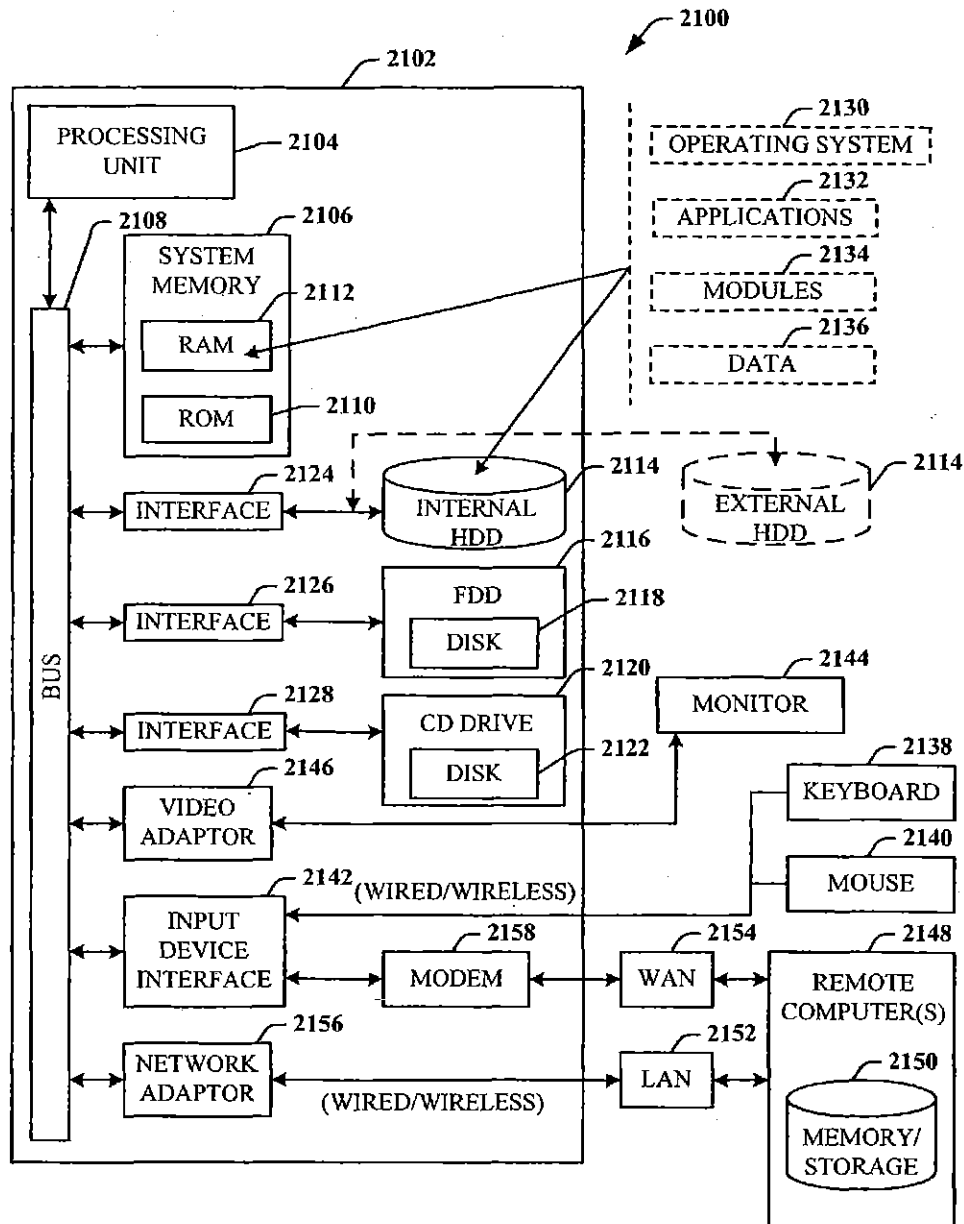 2100
2102
PROCESSING
UNIT
2104
2108
2106
SYSTEM
MEMORY
2112
RAM
ROM
2110
2130
OPERATING SYSTEM
2132
APPLICATIONS
2134
MODULES
2136
DATA
2124
INTERFACE
INTERNAL
HDD
2114
EXTERNAL
HDD
2114
2126
INTERFACE
2116
FDD
2118
DISK
BUS
2128
INTERFACE
2120
CD DRIVE
2122
DISK
2144
MONITOR
2146
VIDEO
ADAPTOR
2138
KEYBOARD
2140
MOUSE
2142
INPUT
DEVICE
INTERFACE
(WIRED/WIRELESS)
2158
MODEM
2154
WAN
2148
REMOTE
COMPUTER(S)
2156
NETWORK
ADAPTOR
(WIRED/WIRELESS)
2152
LAN
2150
MEMORY/
STORAGE